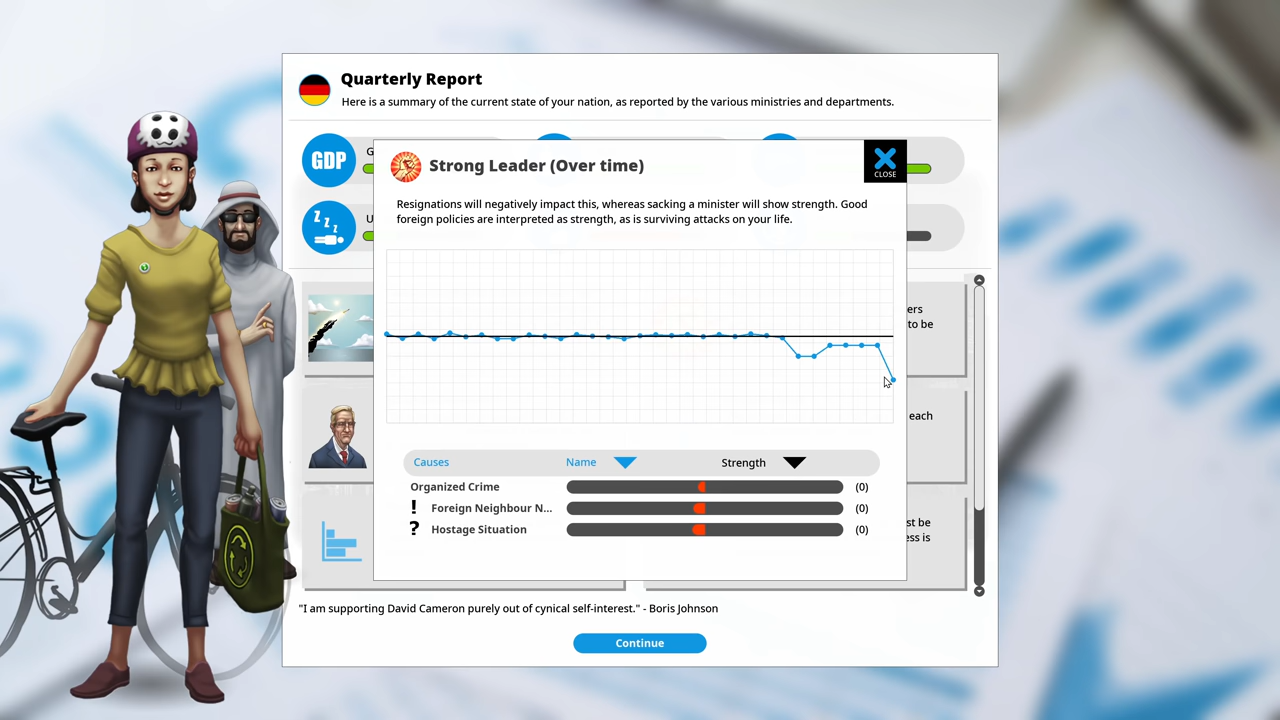 Quarterly Report
Here is a summary of the current state of your nation, as reported by the various ministries and departments.
GDP
G
Z Z Z
U
Strong Leader (Over time)
CLOSE
Resignations will negatively impact this, whereas sacking a minister will show strength. Good
foreign policies are interpreted as strength, as is surviving attacks on your life.
ers
to be
each
Causes Name Strength
Organized Crime (0)
! Foreign Neighbour N... (0)
? Hostage Situation (0)
st be
ess is
"I am supporting David Cameron purely out of cynical self-interest." - Boris Johnson
Continue